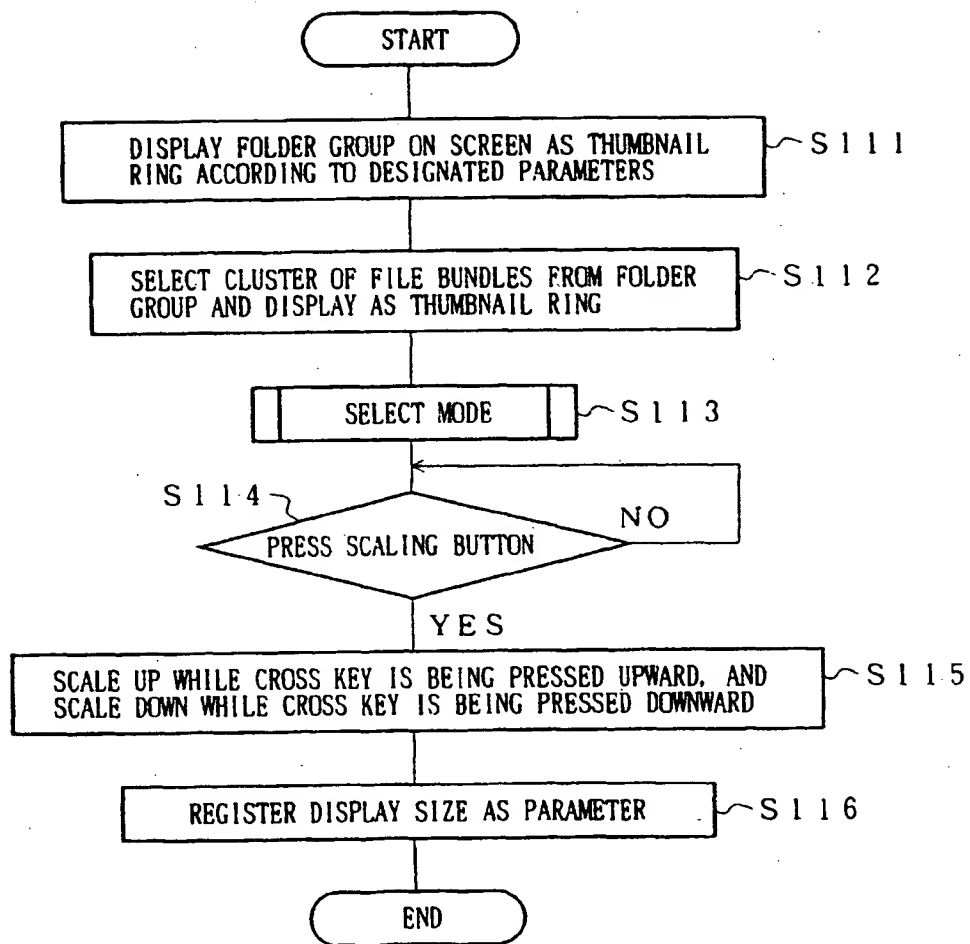 START
DISPLAY FOLDER GROUP ON SCREEN AS THUMBNAIL
RING ACCORDING TO DESIGNATED PARAMETERS
S111
SELECT CLUSTER OF FILE BUNDLES FROM FOLDER
GROUP AND DISPLAY AS THUMBNAIL RING
S112
SELECT MODE
S113
S114
PRESS SCALING BUTTON
NO
YES
SCALE UP WHILE CROSS KEY IS BEING PRESSED UPWARD, AND
SCALE DOWN WHILE CROSS KEY IS BEING PRESSED DOWNWARD
S115
REGISTER DISPLAY SIZE AS PARAMETER
S116
END